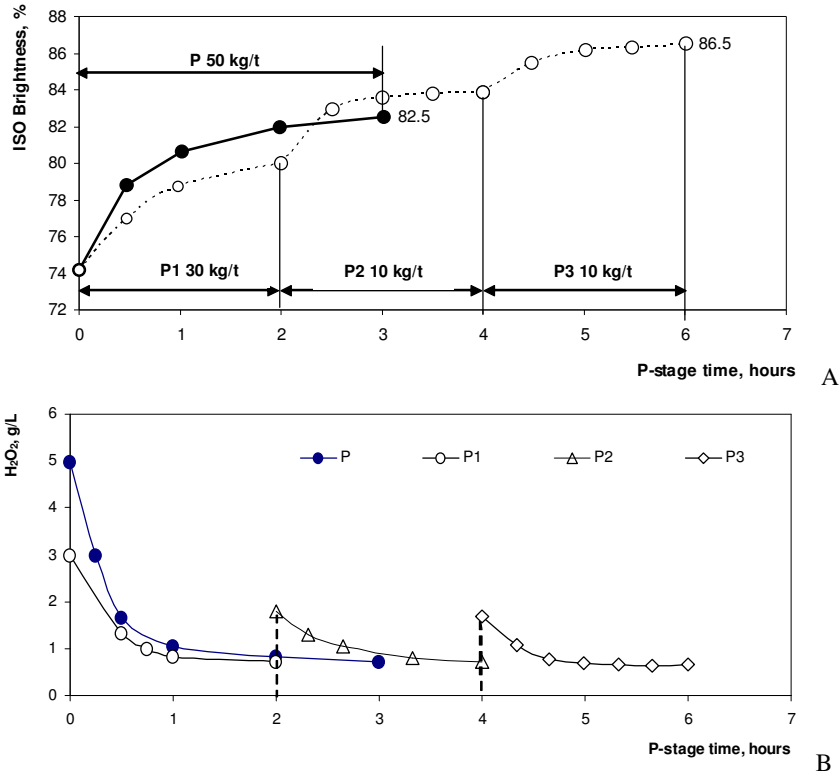 ISO Brightness, %
88
86
84
82
80
78
76
74
72
P 50 kg/t
82.5
86.5
P1 30 kg/t
P2 10 kg/t
P3 10 kg/t
0 1 2 3 4 5 6 7
P-stage time, hours
A
H₂O₂, g/L
6
5
4
3
2
1
0
P P1 P2 P3
0 1 2 3 4 5 6 7
P-stage time, hours
B